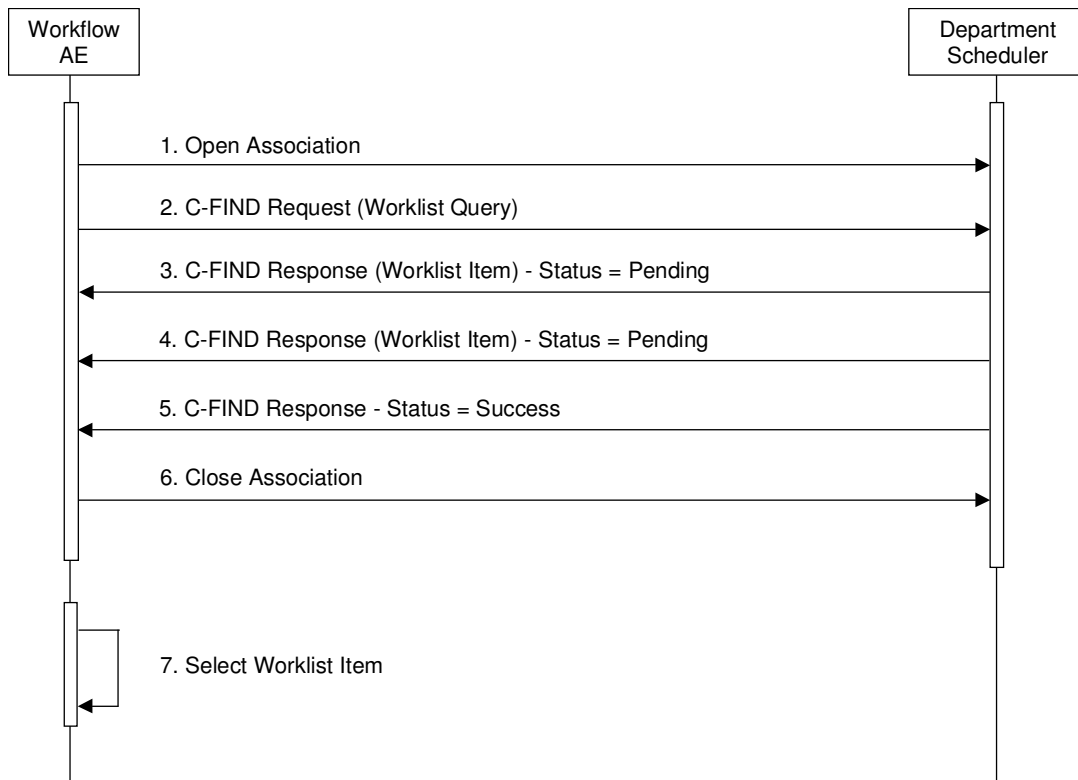 Workflow
AE
Department
Scheduler
1. Open Association
2. C-FIND Request (Worklist Query)
3. C-FIND Response (Worklist Item) - Status = Pending
4. C-FIND Response (Worklist Item) - Status = Pending
5. C-FIND Response - Status = Success
6. Close Association
7. Select Worklist Item